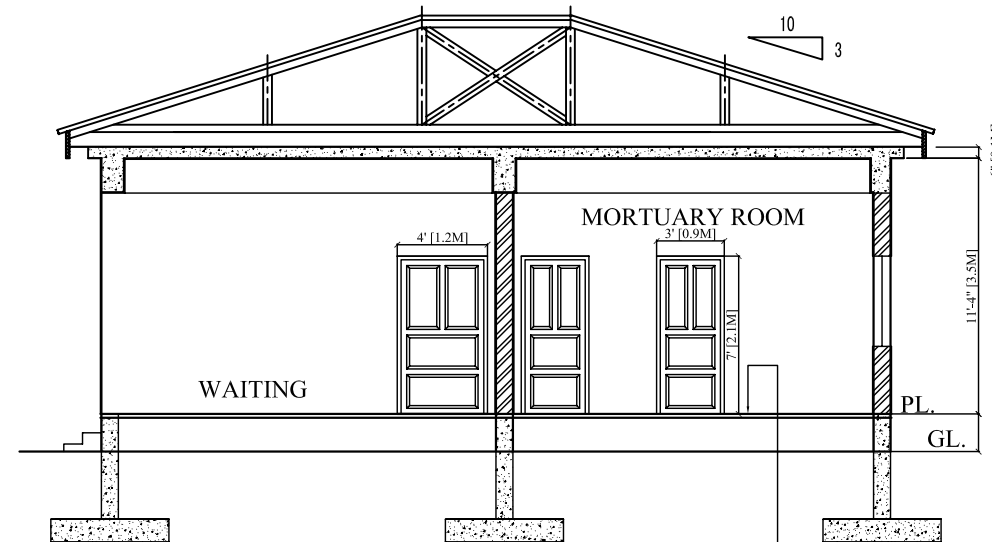 10
3
MORTUARY ROOM
4' [1.2M]
3' [0.9M]
11'-4" [3.5M]
7' [2.1M]
WAITING
PL.
GL.